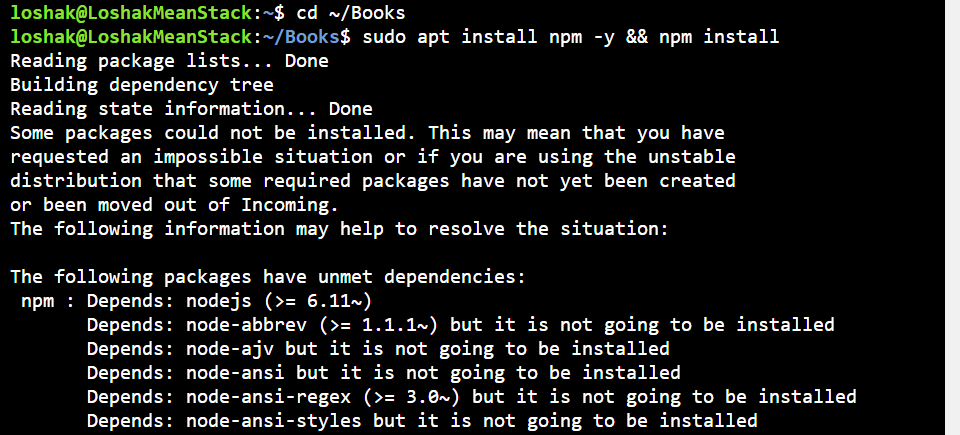 loshak@LoshakMeanStack:~$ cd ~/Books
loshak@LoshakMeanStack:~/Books$ sudo apt install npm -y && npm install
Reading package lists... Done
Building dependency tree
Reading state information... Done
Some packages could not be installed. This may mean that you have
requested an impossible situation or if you are using the unstable
distribution that some required packages have not yet been created
or been moved out of Incoming.
The following information may help to resolve the situation:

The following packages have unmet dependencies:
 npm : Depends: nodejs (>= 6.11~)
       Depends: node-abbrev (>= 1.1.1~) but it is not going to be installed
       Depends: node-ajv but it is not going to be installed
       Depends: node-ansi but it is not going to be installed
       Depends: node-ansi-regex (>= 3.0~) but it is not going to be installed
       Depends: node-ansi-styles but it is not going to be installed